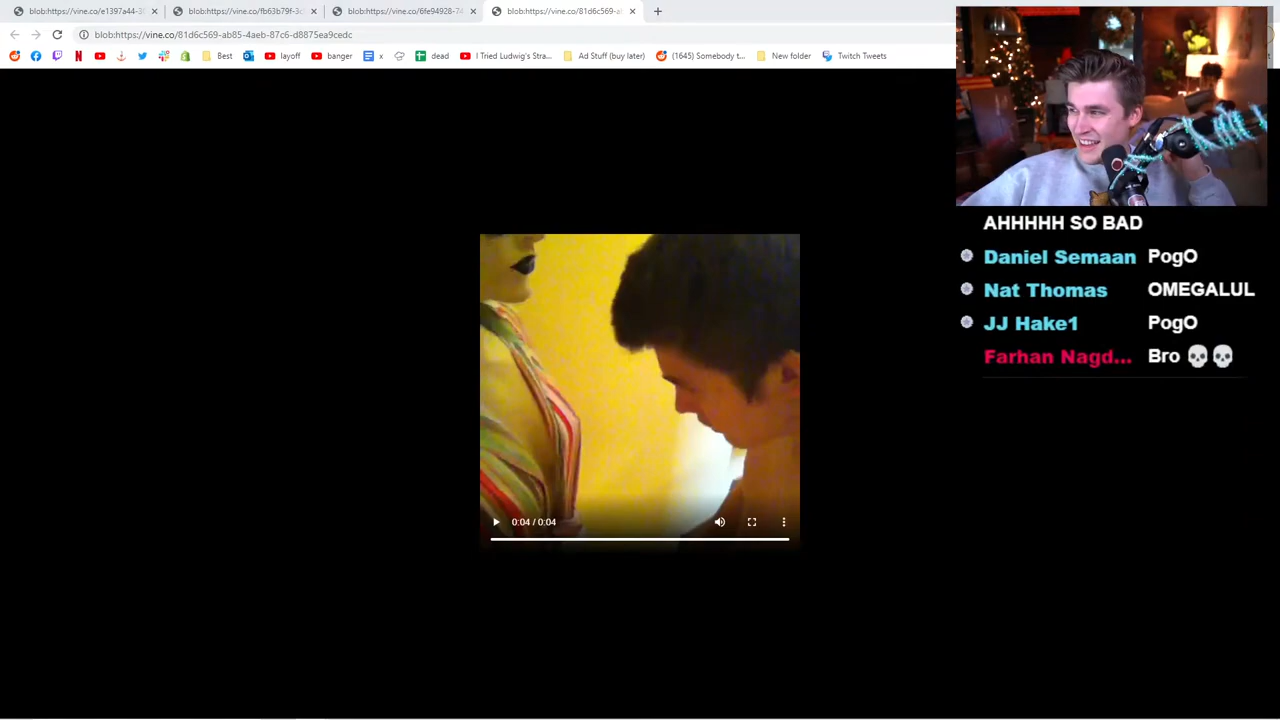 blob:https://vine.co/e1397a44-3
blob:https://vine.co/fb63b79f-3c
blob:https://vine.co/6fe94928-74
blob:https://vine.co/81d6c569-a
blob:https://vine.co/81d6c569-ab85-4aeb-87c6-d8875ea9cedc
Best
layoff
banger
x
dead
I Tried Ludwig's Stra...
Ad Stuff (buy later)
(1645) Somebody t...
New folder
Twitch Tweets
AHHHHH SO BAD
Daniel Semaan PogO
Nat Thomas OMEGALUL
JJ Hake1 PogO
Farhan Nagd... Bro 💀💀
0:04 / 0:04